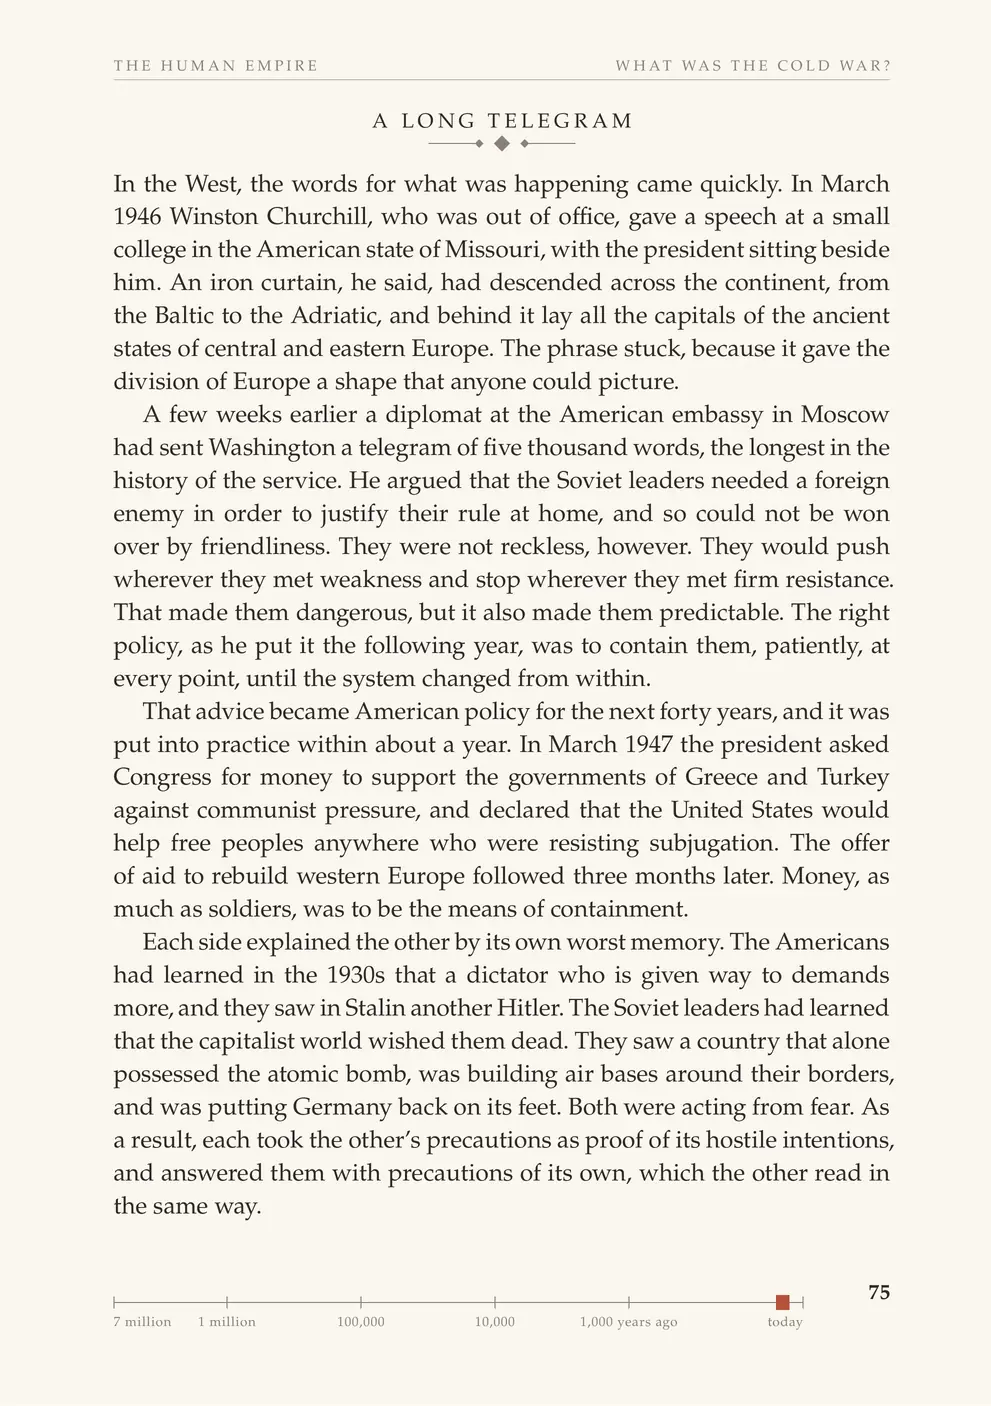 THE HUMAN EMPIRE
WHAT WAS THE COLD WAR?
A LONG TELEGRAM
In the West, the words for what was happening came quickly. In March
1946 Winston Churchill, who was out of office, gave a speech at a small
college in the American state of Missouri, with the president sitting beside
him. An iron curtain, he said, had descended across the continent, from
the Baltic to the Adriatic, and behind it lay all the capitals of the ancient
states of central and eastern Europe. The phrase stuck, because it gave the
division of Europe a shape that anyone could picture.
A few weeks earlier a diplomat at the American embassy in Moscow
had sent Washington a telegram of five thousand words, the longest in the
history of the service. He argued that the Soviet leaders needed a foreign
enemy in order to justify their rule at home, and so could not be won
over by friendliness. They were not reckless, however. They would push
wherever they met weakness and stop wherever they met firm resistance.
That made them dangerous, but it also made them predictable. The right
policy, as he put it the following year, was to contain them, patiently, at
every point, until the system changed from within.
That advice became American policy for the next forty years, and it was
put into practice within about a year. In March 1947 the president asked
Congress for money to support the governments of Greece and Turkey
against communist pressure, and declared that the United States would
help free peoples anywhere who were resisting subjugation. The offer
of aid to rebuild western Europe followed three months later. Money, as
much as soldiers, was to be the means of containment.
Each side explained the other by its own worst memory. The Americans
had learned in the 1930s that a dictator who is given way to demands
more, and they saw in Stalin another Hitler. The Soviet leaders had learned
that the capitalist world wished them dead. They saw a country that alone
possessed the atomic bomb, was building air bases around their borders,
and was putting Germany back on its feet. Both were acting from fear. As
a result, each took the other’s precautions as proof of its hostile intentions,
and answered them with precautions of its own, which the other read in
the same way.
75
7 million 1 million 100,000 10,000 1,000 years ago today